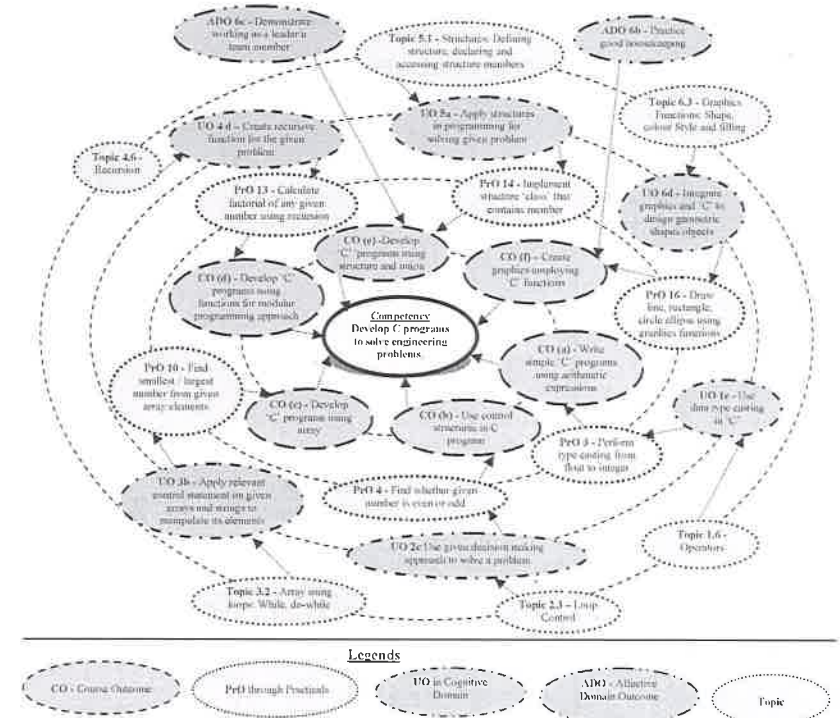 ADO 6c - Demonstrate
working as a leader/a
team member
Topic 5.1 - Structures: Defining
structure, declaring and
accessing structure members
ADO 6b - Practice
good housekeeping
Topic 6.3 - Graphics
Functions: Shape,
colour Style and filling
UO 4d - Create recursive
function for the given
problem
UO 5a - Apply structures
in programming for
solving given problem
Topic 4.6 -
Recursion
PrO 13 - Calculate
factorial of any given
number using recursion
PrO 14 - Implement
structure 'class' that
contains member
UO 6d - Integrate
graphics and 'C' to
design geometric
shapes objects
CO (e) - Develop
'C' programs using
structure and union
CO (f) - Create
graphics employing
'C' functions
CO (d) - Develop 'C'
programs using
functions for modular
programming approach
PrO 16 - Draw
line, rectangle,
circle ellipse using
graphics functions
Competency
Develop C programs
to solve engineering
problems
CO (a) - Write
simple 'C' programs
using arithmetic
expressions
PrO 10 - Find
smallest / largest
number from given
array elements
CO (c) - Develop
'C' programs using
array
CO (b) - Use control
structures in C
program
UO 1e - Use
data type casting
in 'C'
PrO 3 - Perform
type casting from
float to integer
UO 3b - Apply relevant
control statement on given
arrays and strings to
manipulate its elements
PrO 4 - Find whether given
number is even or odd
UO 2c Use given decision making
approach to solve a problem
Topic 1.6 -
Operators
Topic 3.2 - Array using
loops: While, do-while
Topic 2.3 - Loop
Control
Legends
CO - Course Outcome
PrO through Practicals
UO in Cognitive
Domain
ADO - Affective
Domain Outcome
Topic